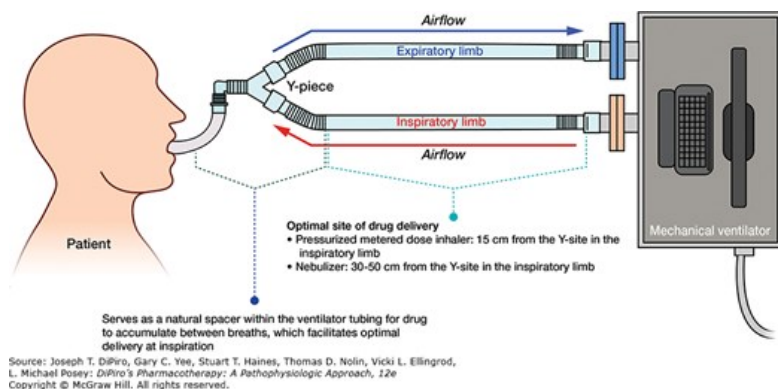 Airflow
Expiratory limb
Y-piece
Inspiratory limb
Airflow
Patient
Mechanical ventilator
Optimal site of drug delivery
• Pressurized metered dose inhaler: 15 cm from the Y-site in the
inspiratory limb
• Nebulizer: 30-50 cm from the Y-site in the inspiratory limb
Serves as a natural spacer within the ventilator tubing for drug
to accumulate between breaths, which facilitates optimal
delivery at inspiration
Source: Joseph T. DiPiro, Gary C. Yee, Stuart T. Haines, Thomas D. Nolin, Vicki L. Ellingrod,
L. Michael Posey: DiPiro's Pharmacotherapy: A Pathophysiologic Approach, 12e
Copyright © McGraw Hill. All rights reserved.